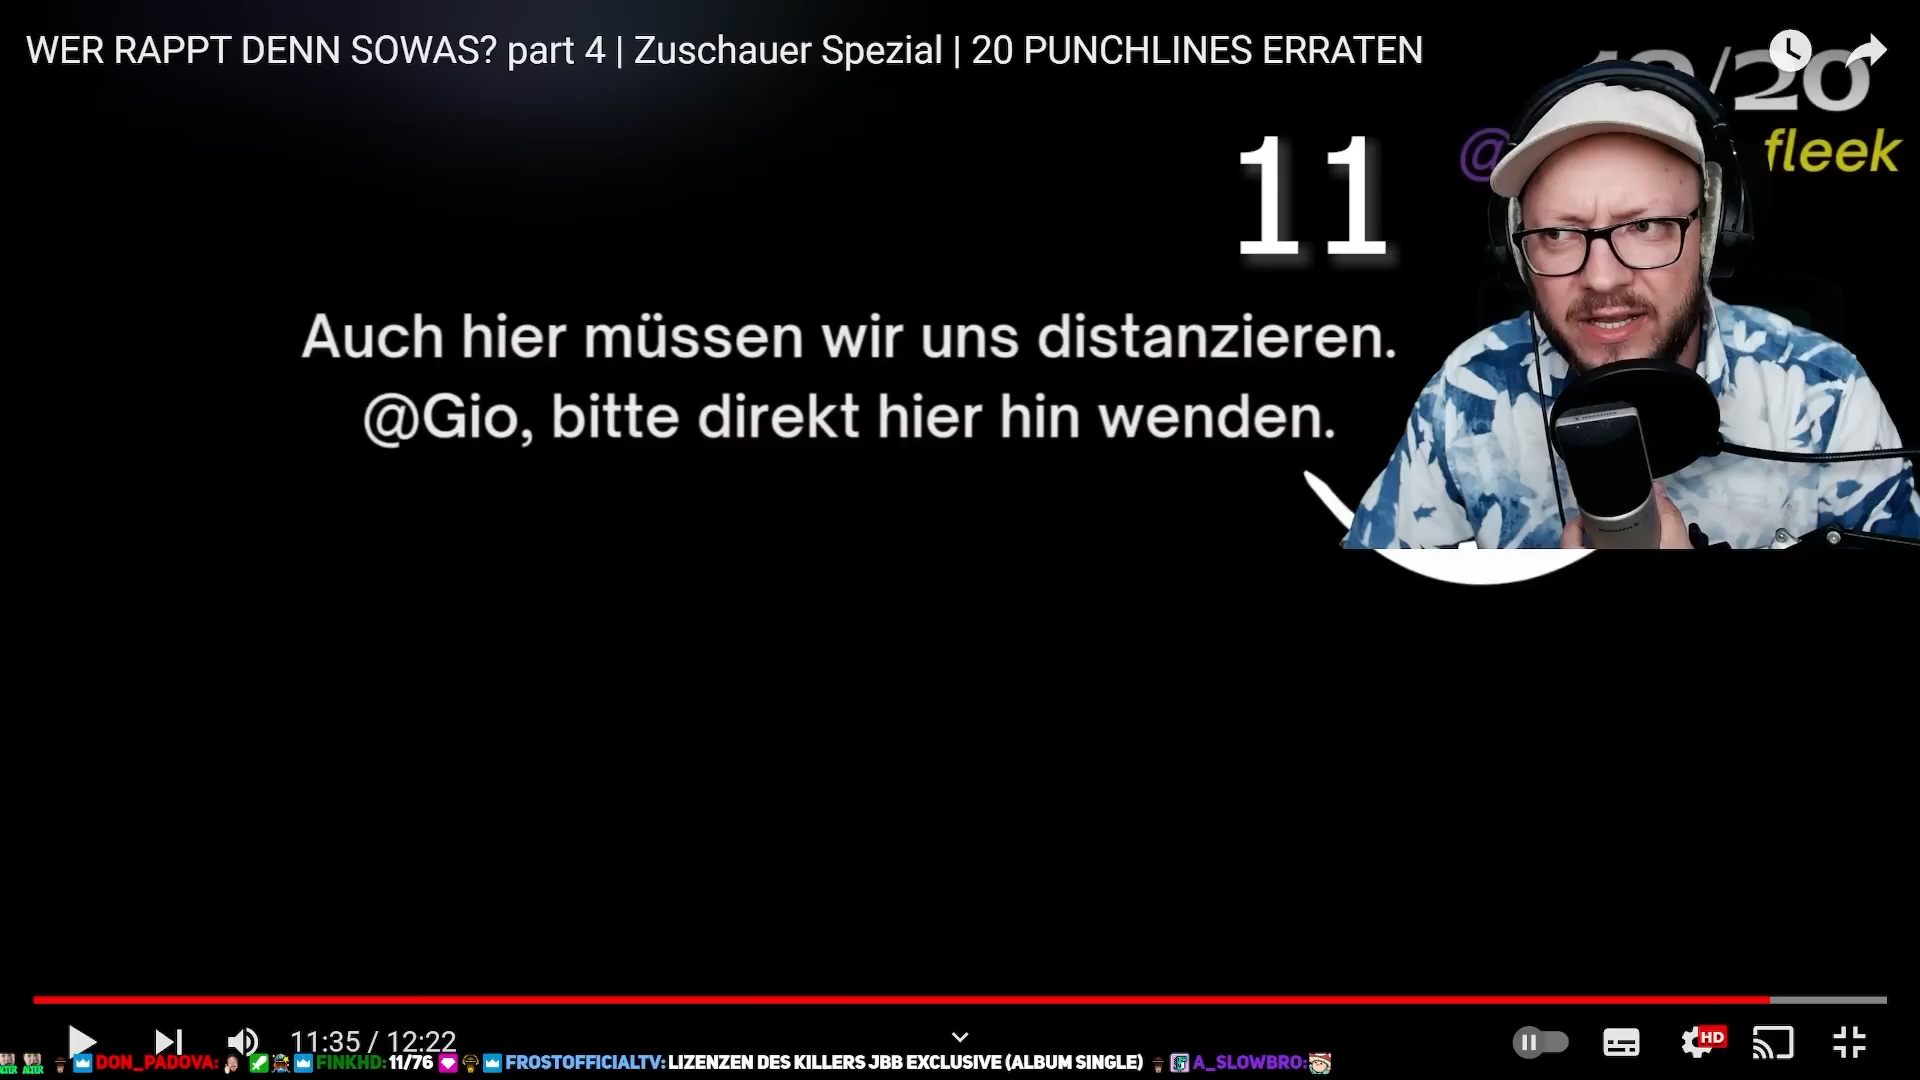 WER RAPPT DENN SOWAS? part 4 | Zuschauer Spezial | 20 PUNCHLINES ERRATEN
/20
@ fleek
11
Auch hier müssen wir uns distanzieren.
@Gio, bitte direkt hier hin wenden.
11:35 / 12:22
HD
DON_PADOVA: FINKHD: 11/76 FROSTOFFICIALTV: LIZENZEN DES KILLERS JBB EXCLUSIVE (ALBUM SINGLE) A_SLOWBRO: